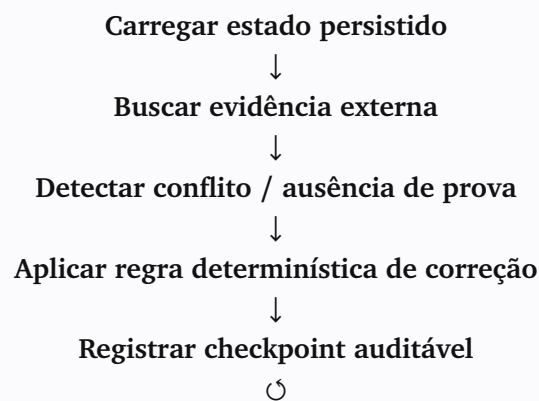 Carregar estado persistido
↓
Buscar evidência externa
↓
Detectar conflito / ausência de prova
↓
Aplicar regra determinística de correção
↓
Registrar checkpoint auditável
↺